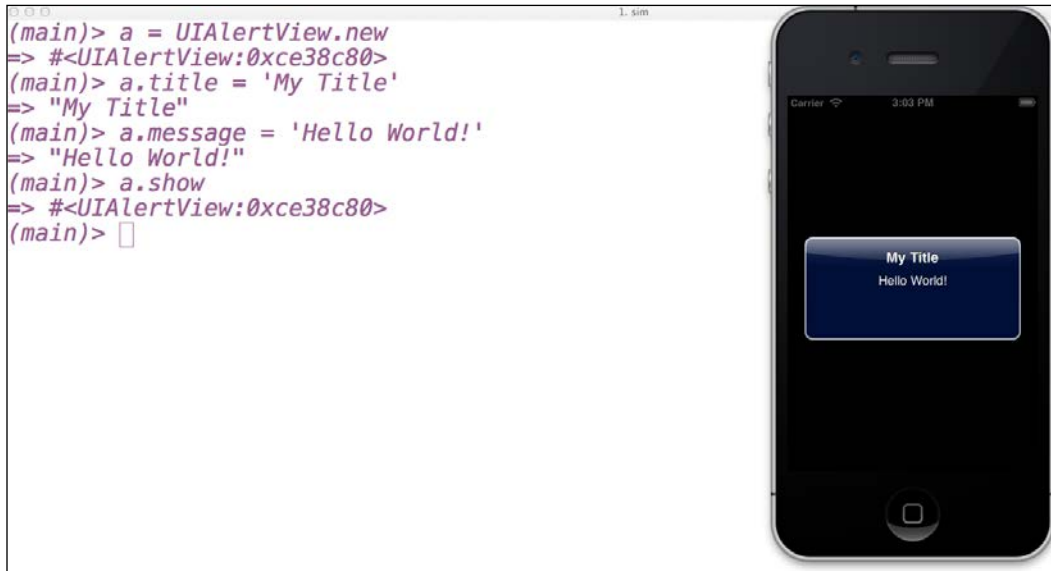 1. sim
(main)> a = UIAlertView.new
=> #<UIAlertView:0xce38c80>
(main)> a.title = 'My Title'
=> "My Title"
(main)> a.message = 'Hello World!'
=> "Hello World!"
(main)> a.show
=> #<UIAlertView:0xce38c80>
(main)>
Carrier 3:03 PM
My Title
Hello World!